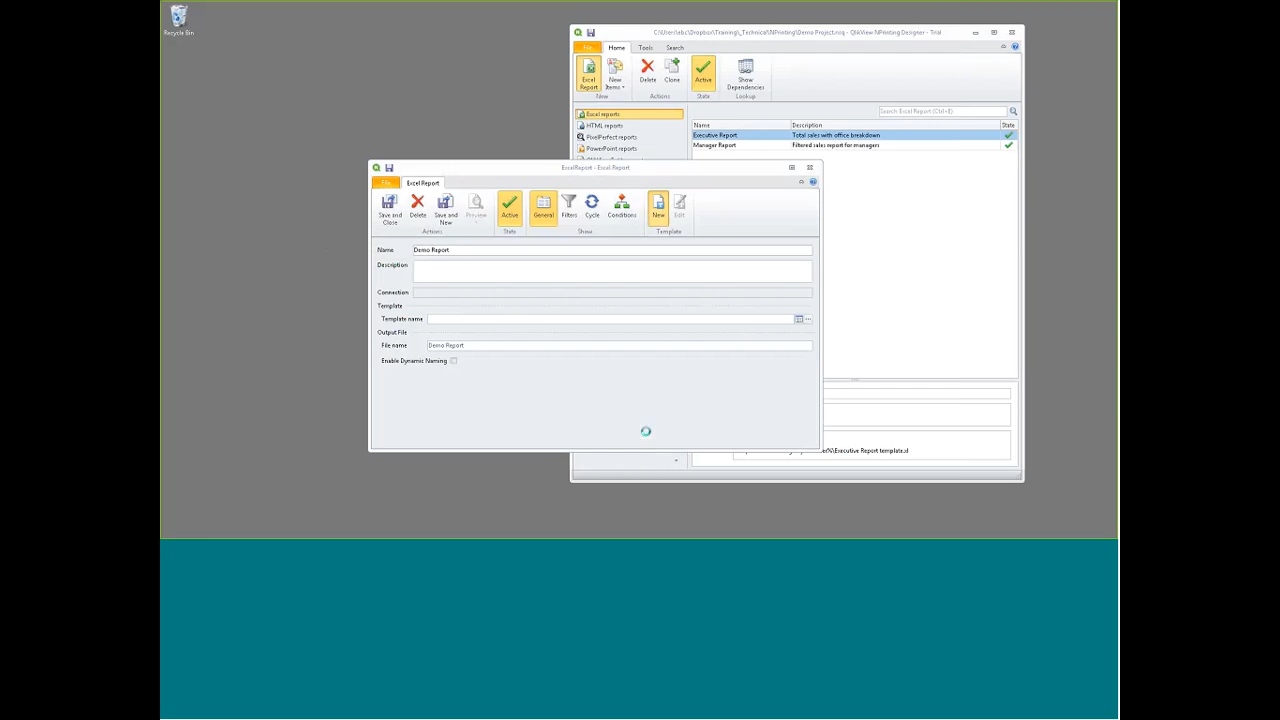 Recycle Bin
C:\Users\ebc\Dropbox\Training\_Technical\NPrinting\Demo Project.nsq - QlikView NPrinting Designer - Trial
File Home Tools Search
Excel Report New Items Delete Clone Active Show Dependencies
New Actions State Lookup
Excel reports
HTML reports
PixelPerfect reports
PowerPoint reports
Search Excel Report (Ctrl+E)
Name Description State
Executive Report Total sales with office breakdown
Manager Report Filtered sales report for managers
ExcelReport - Excel Report
File Excel Report
Save and Close Delete Save and New Preview Active General Filters Cycle Conditions New Edit
Actions State Show Template
Name Demo Report
Description
Connection
Template
Template name
Output File
File name Demo Report
Enable Dynamic Naming
\Executive Report template.xl